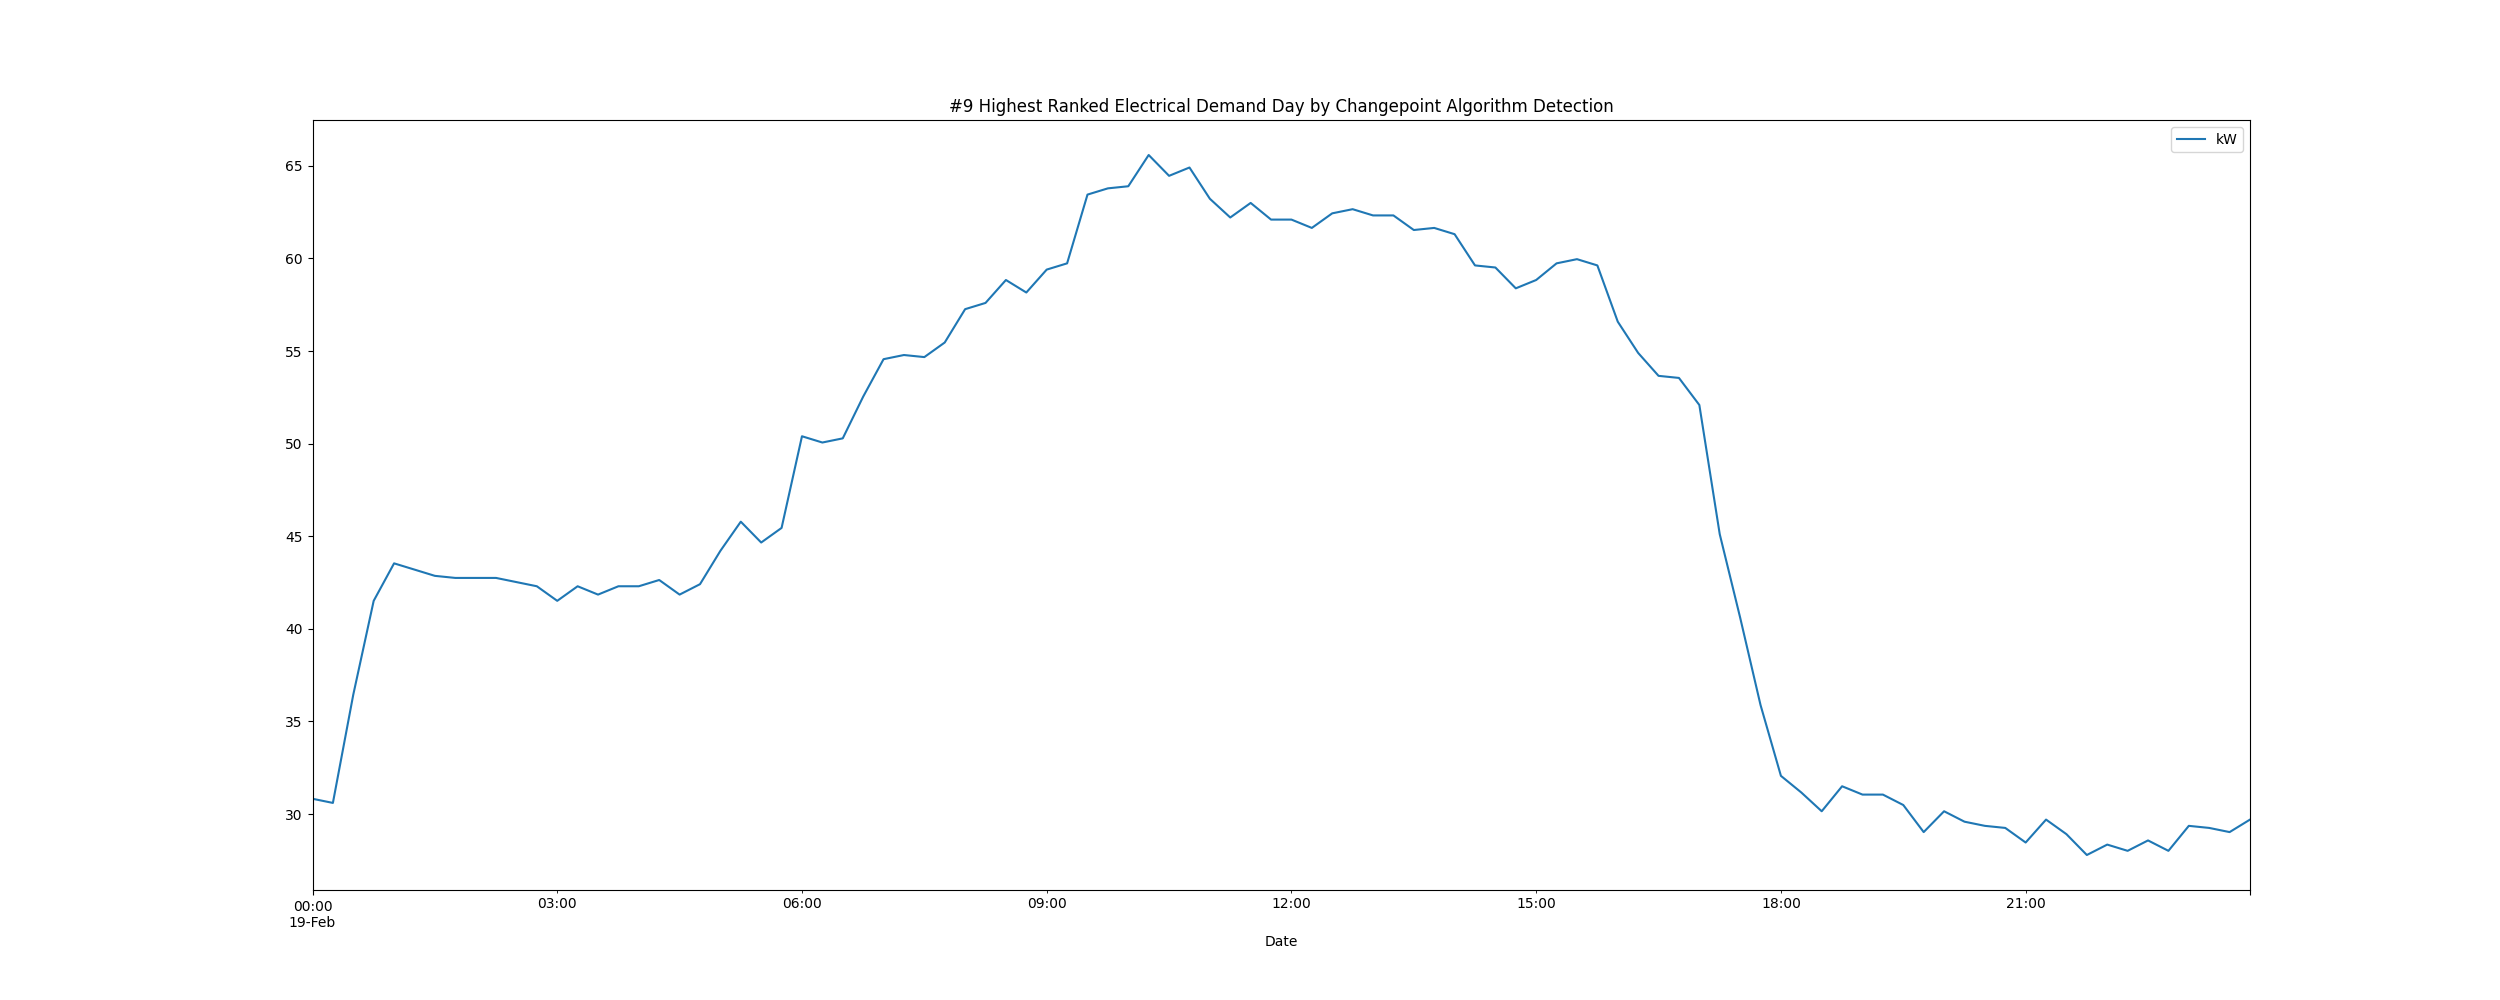 #9 Highest Ranked Electrical Demand Day by Changepoint Algorithm Detection
kW
65
60
55
50
45
40
35
30
00:00 03:00 06:00 09:00 12:00 15:00 18:00 21:00
19-Feb
Date